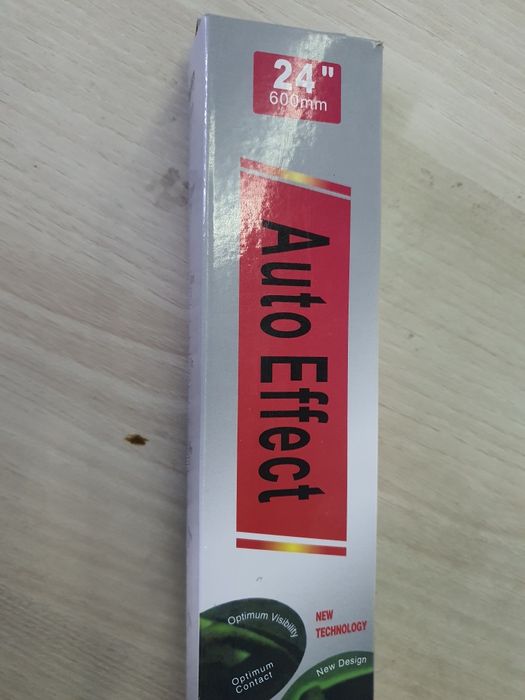 24"
600mm
Auto Effect
Optimum Visibility
NEW
TECHNOLOGY
Optimum
Contact
New Design